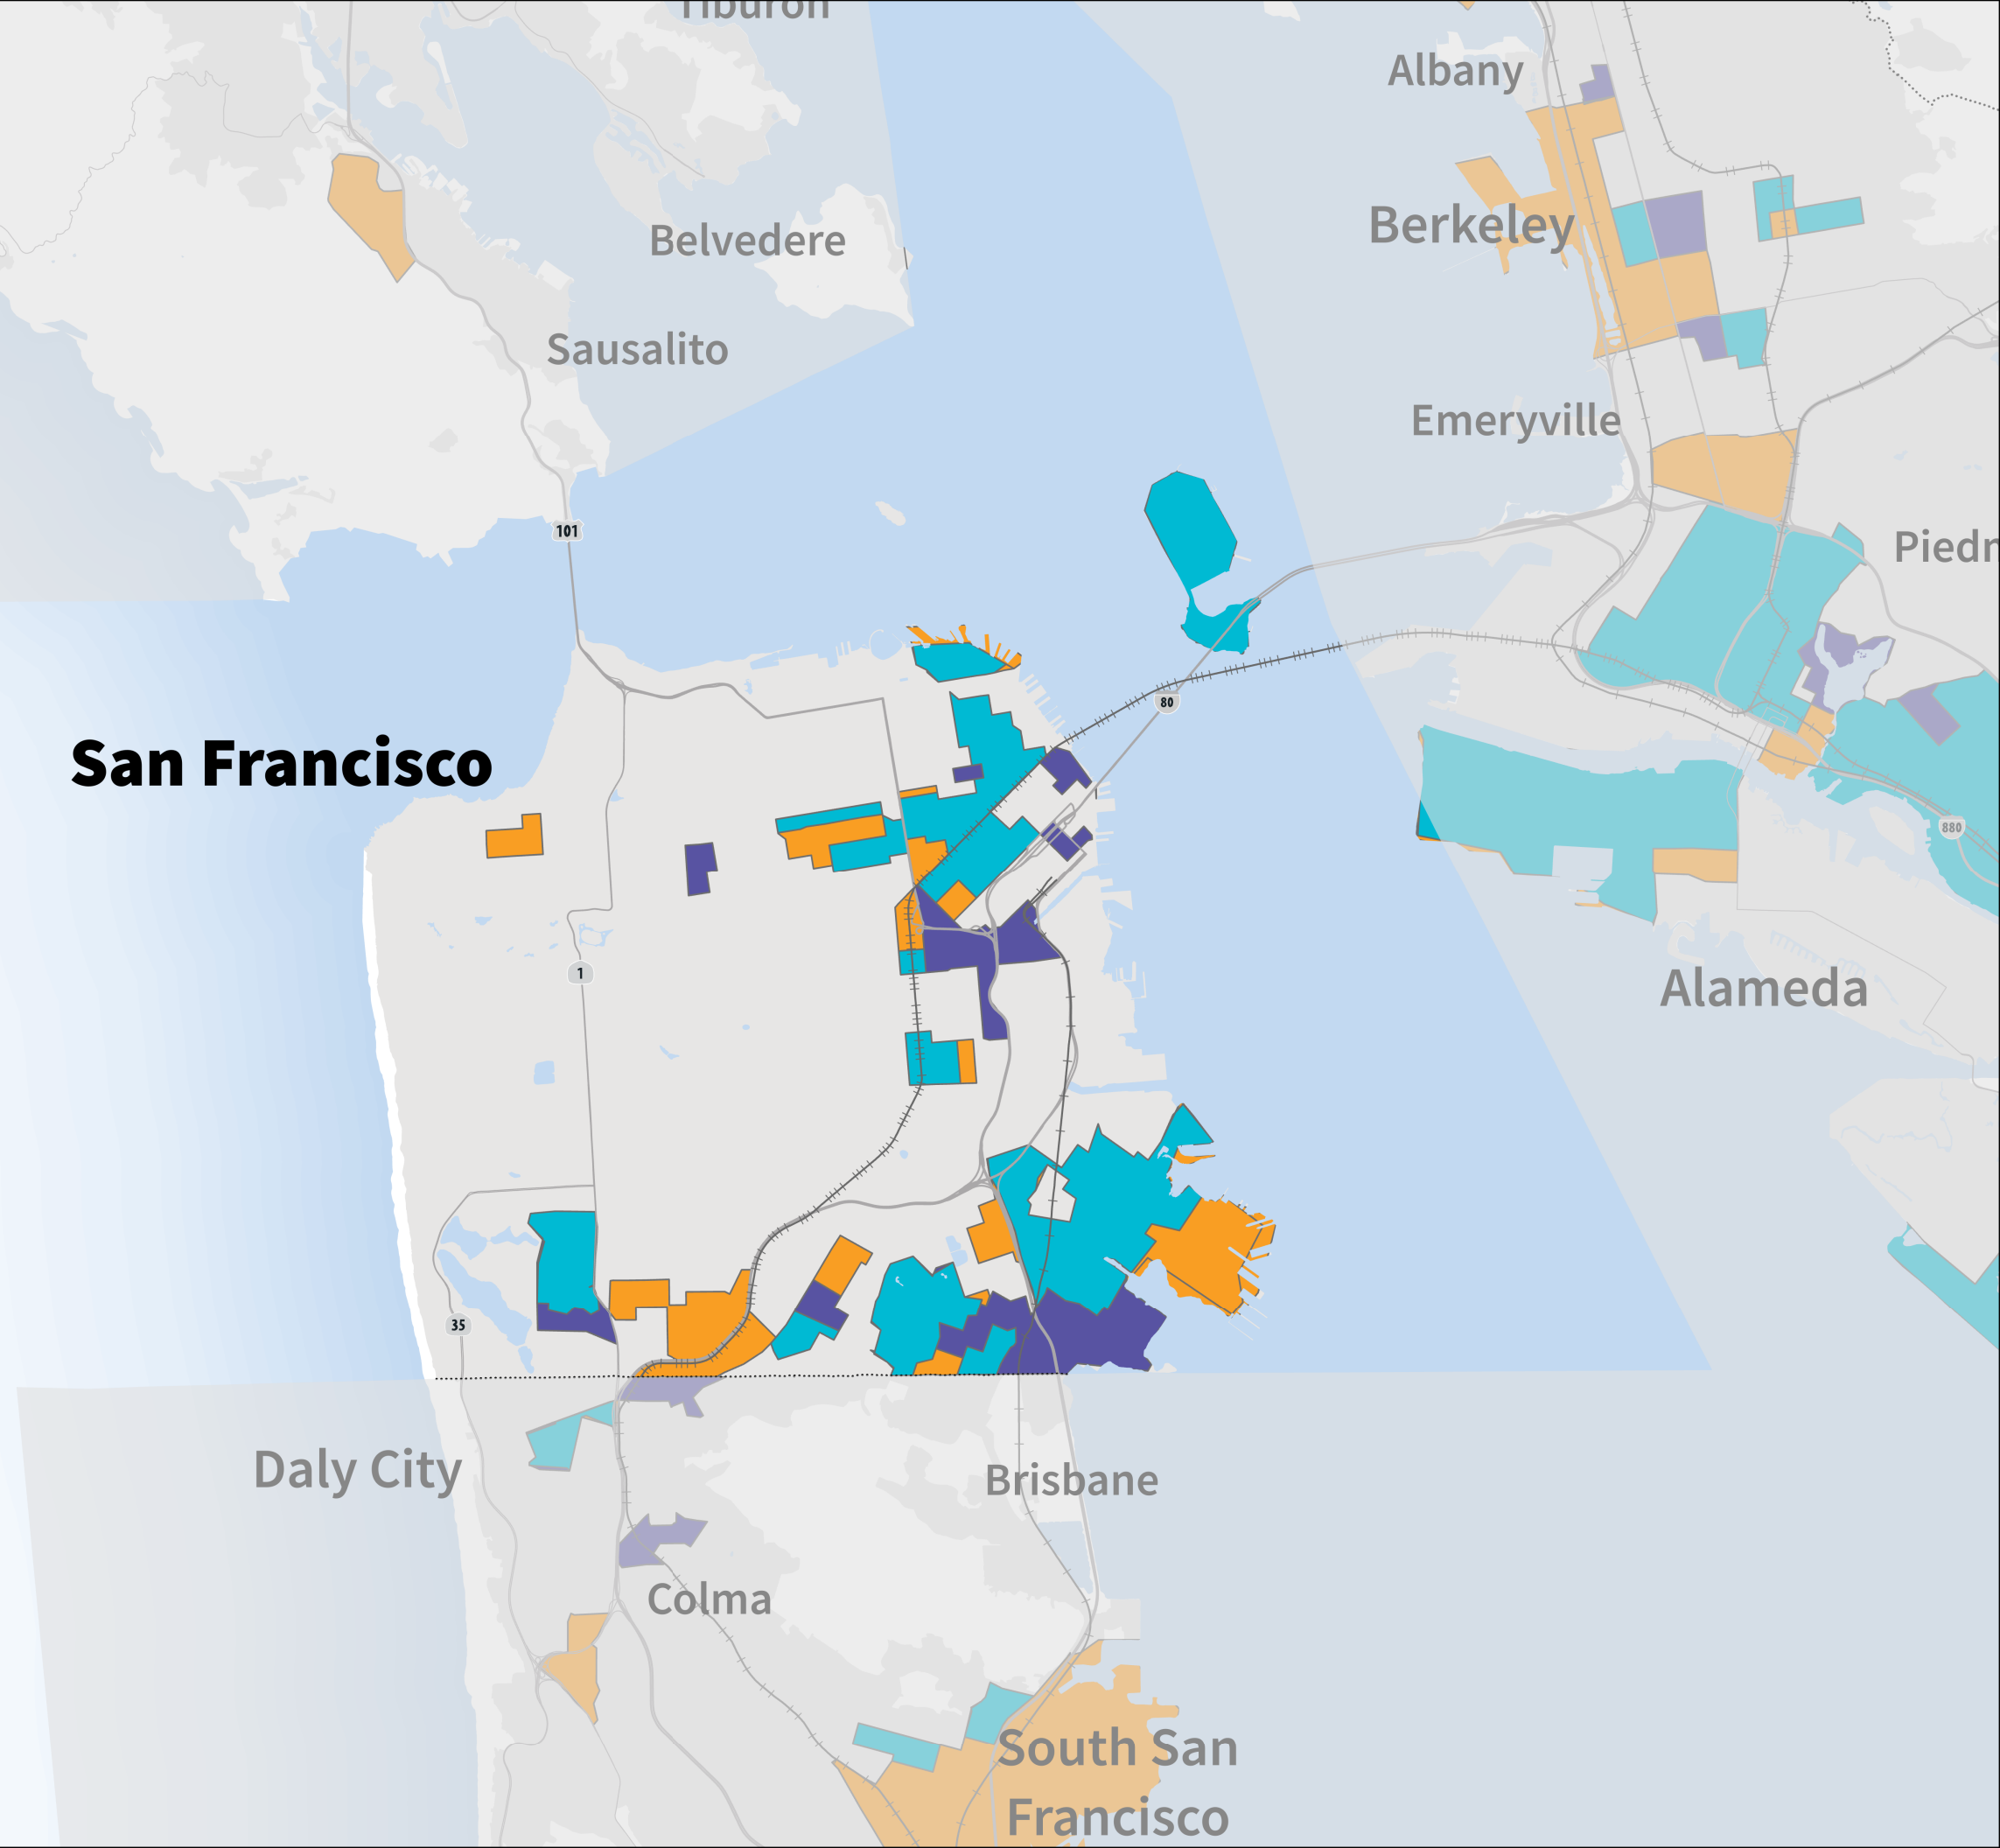 Tiburon
Albany
Berkeley
Belvedere
Sausalito
Emeryville
101
Piedr
80
San Francisco
880
1
Alameda
35
Daly City
Brisbane
Colma
South San
Francisco